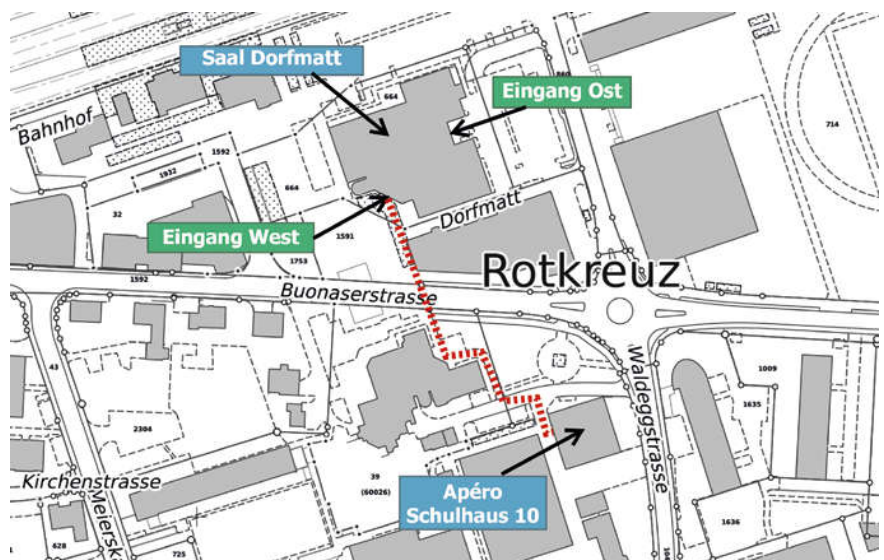 Saal Dorfmatt
Eingang Ost
Bahnhof
664
714
1592
1932
664
32
Dorfmatt
Eingang West
1591
1753
Rotkreuz
1592
Buonaserstrasse
Waldeggstrasse
43
1009
1635
2304
39
(60026)
Kirchenstrasse
Apéro
Schulhaus 10
1636
628
725